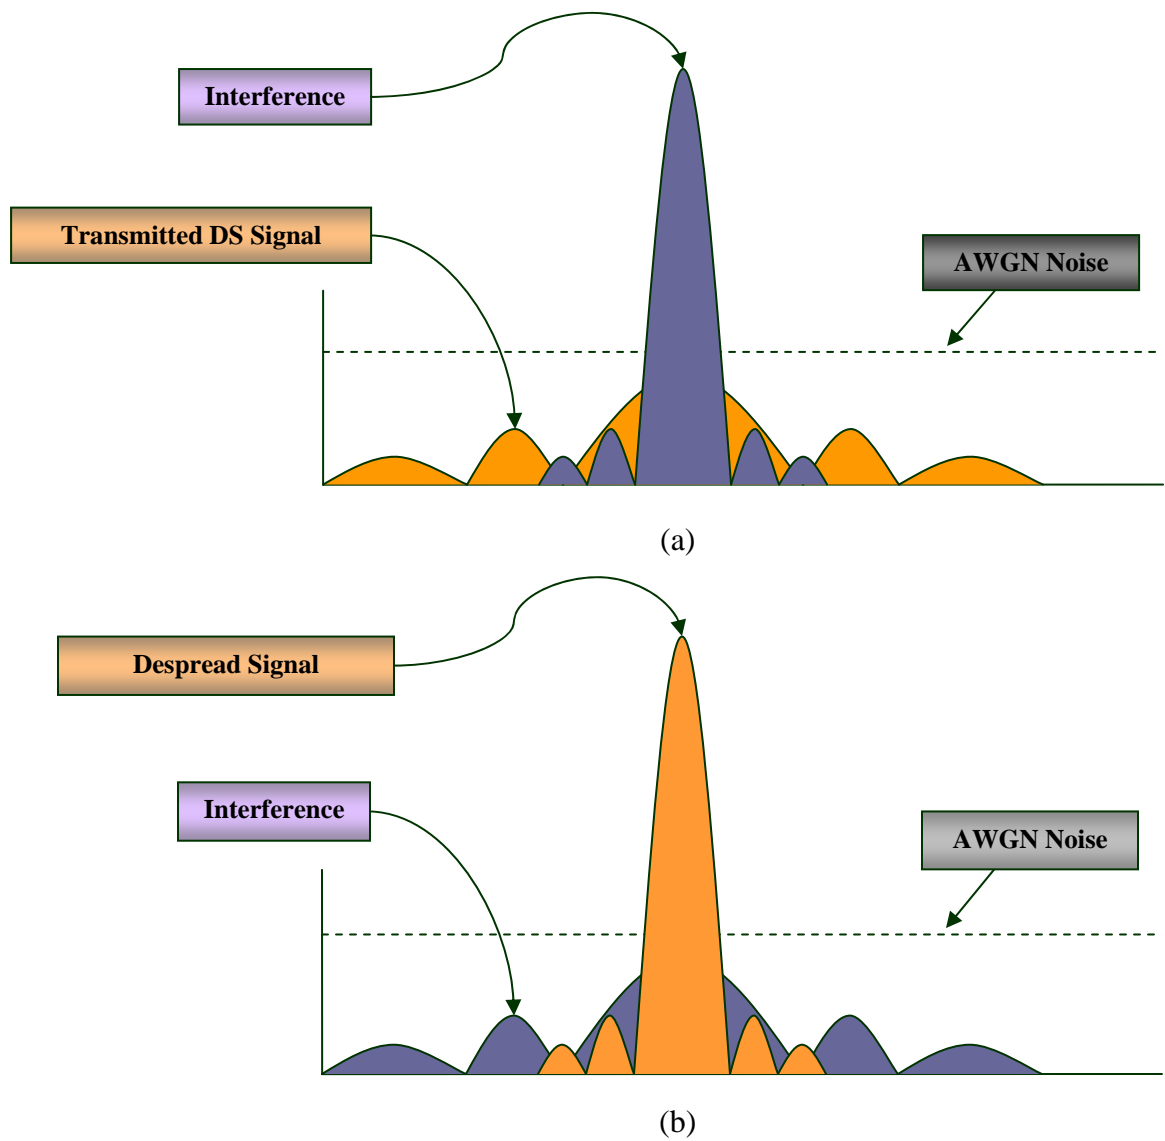 Interference
Transmitted DS Signal
AWGN Noise
(a)
Despread Signal
Interference
AWGN Noise
(b)